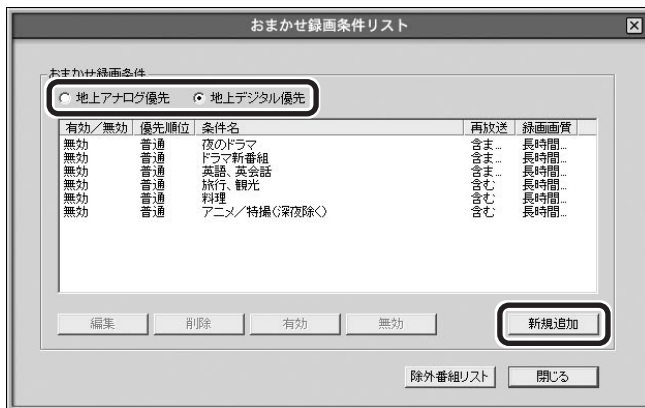 おまかせ録画条件リスト
おまかせ録画条件
地上アナログ優先 地上デジタル優先
有効／無効 優先順位 条件名 再放送 録画画質
無効 普通 夜のドラマ 含ま... 長時間...
無効 普通 ドラマ新番組 含ま... 長時間...
無効 普通 英語、英会話 含ま... 長時間...
無効 普通 旅行、観光 含む 長時間...
無効 普通 料理 含む 長時間...
無効 普通 アニメ／特撮(深夜除く) 含む 長時間...
編集 削除 有効 無効 新規追加
除外番組リスト 閉じる